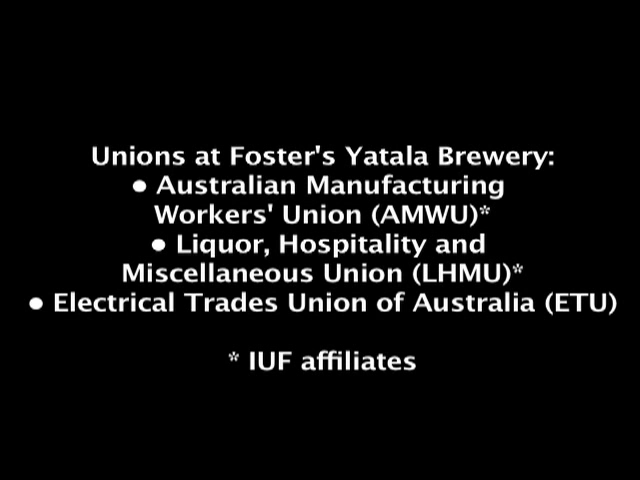 Unions at Foster's Yatala Brewery:
● Australian Manufacturing
Workers' Union (AMWU)*
● Liquor, Hospitality and
Miscellaneous Union (LHMU)*
● Electrical Trades Union of Australia (ETU)
* IUF affiliates